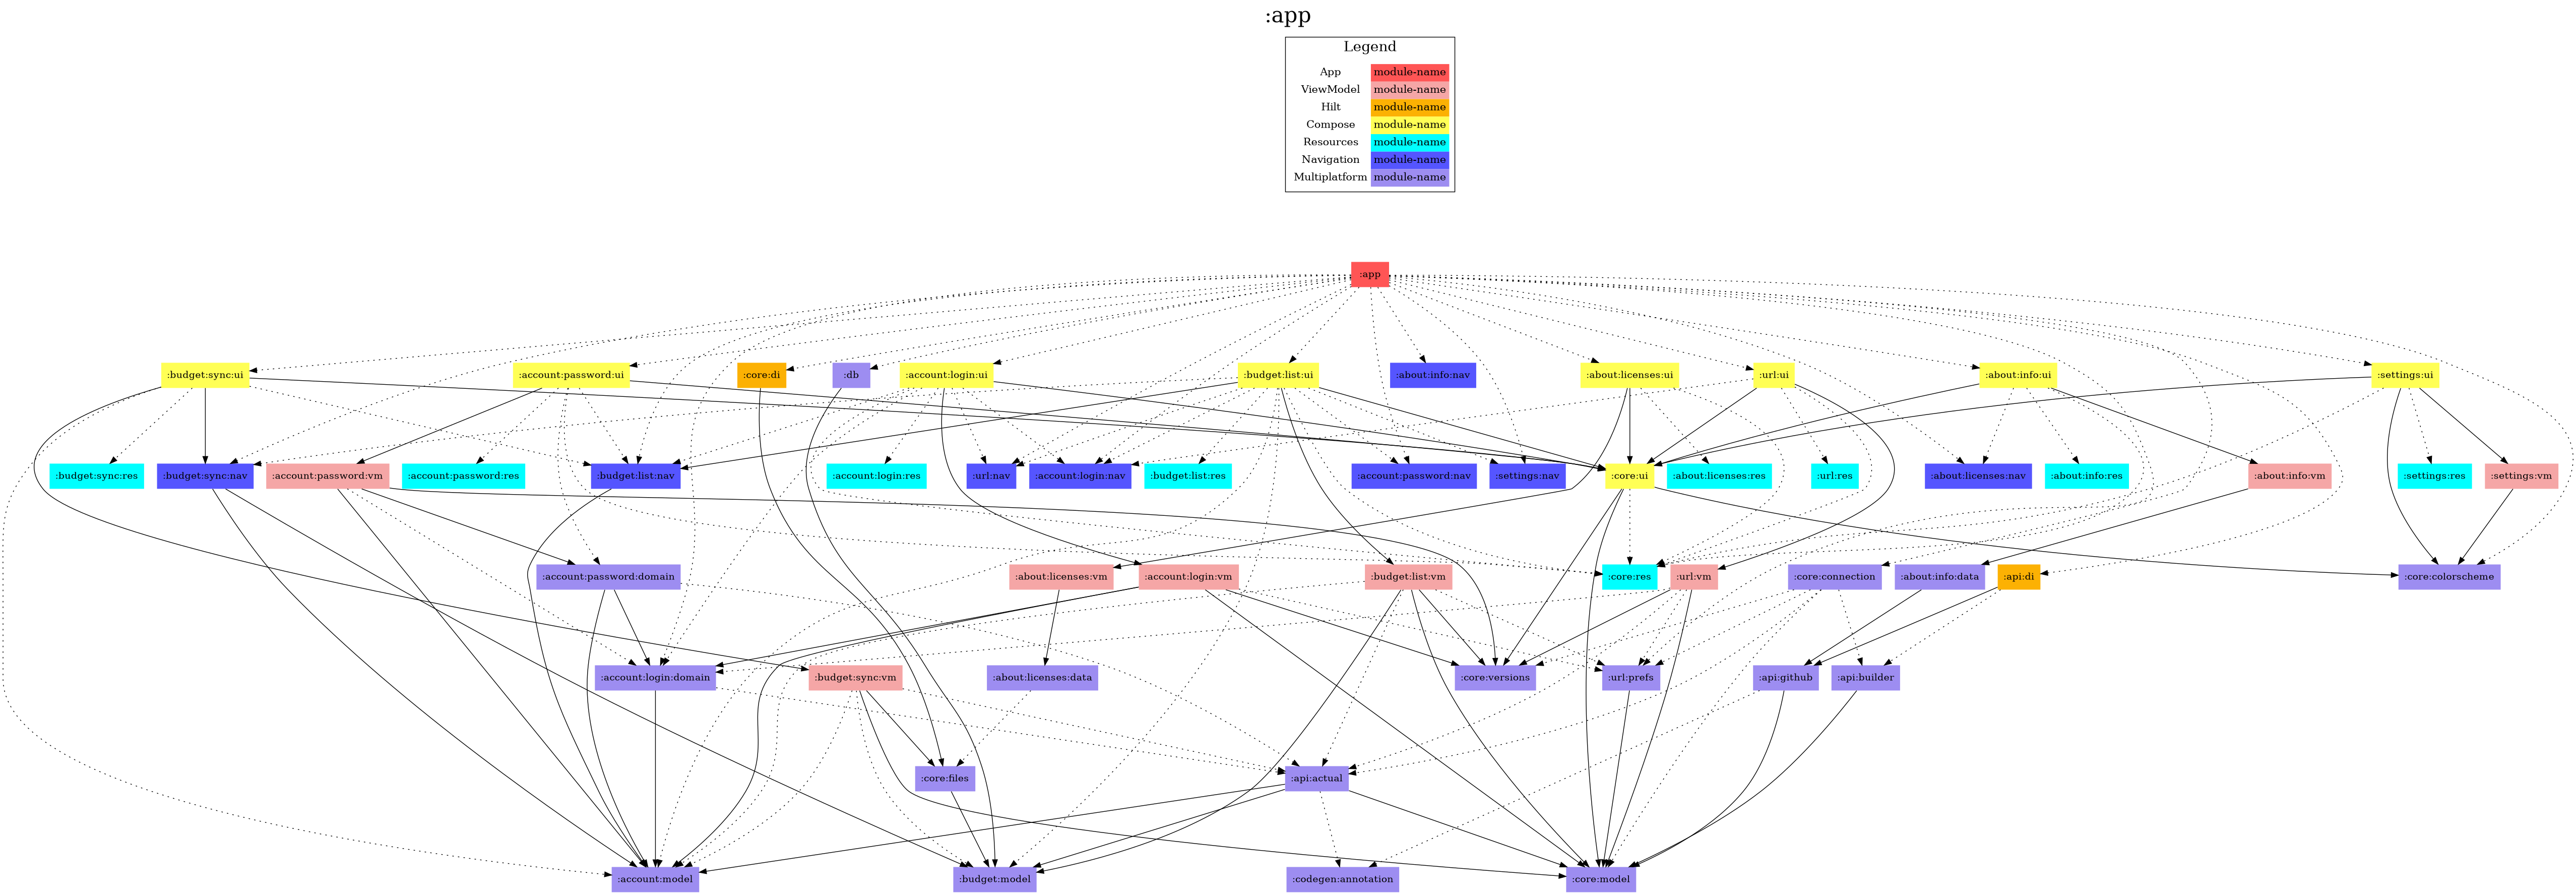 :app
Legend
App module-name
ViewModel module-name
Hilt module-name
Compose module-name
Resources module-name
Navigation module-name
Multiplatform module-name
:app
:budget:sync:ui :account:password:ui :core:di :db :account:login:ui :budget:list:ui :about:info:nav :about:licenses:ui :url:ui :about:info:ui :settings:ui
:budget:sync:res :budget:sync:nav :account:password:vm :account:password:res :budget:list:nav :account:login:res :url:nav :account:login:nav :budget:list:res :account:password:nav :settings:nav :core:ui :about:licenses:res :url:res :about:licenses:nav :about:info:res :about:info:vm :settings:res :settings:vm
:account:password:domain :about:licenses:vm :account:login:vm :budget:list:vm :core:res :url:vm :core:connection :about:info:data :api:di :core:colorscheme
:account:login:domain :budget:sync:vm :about:licenses:data :core:versions :url:prefs :api:github :api:builder
:core:files :api:actual
:account:model :budget:model :codegen:annotation :core:model